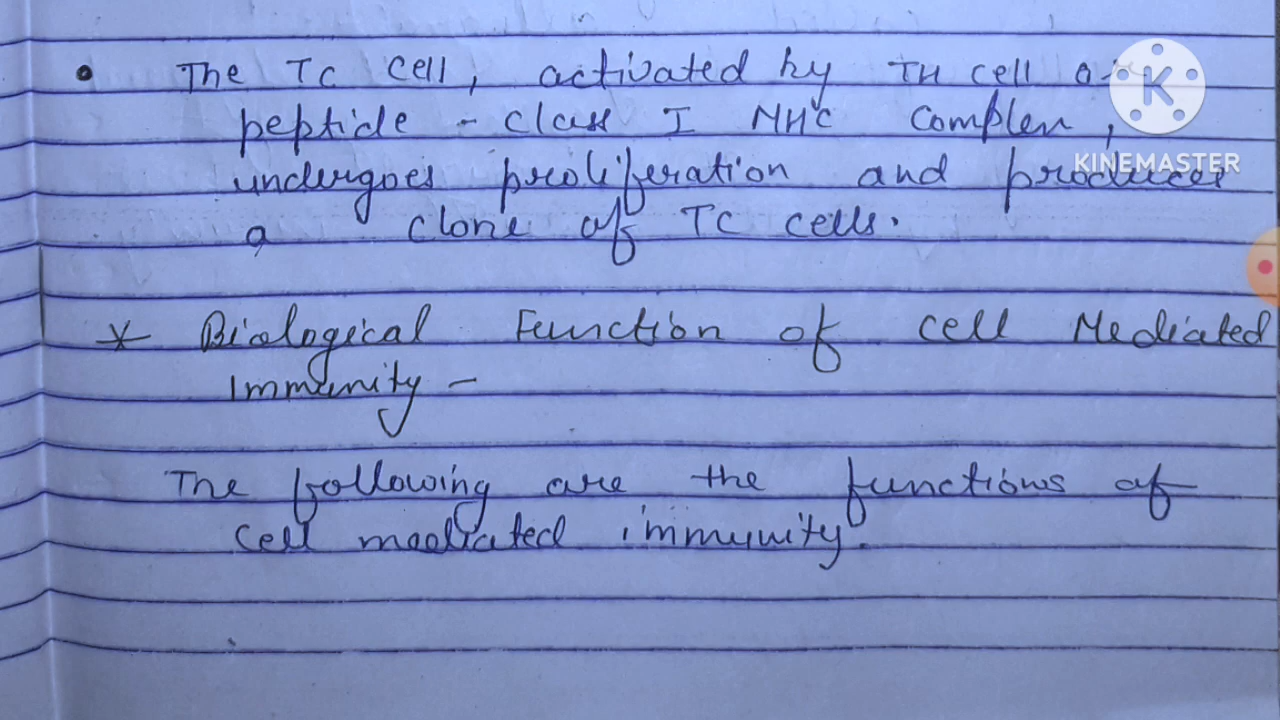 • The Tc cell, activated by TH cell
peptide - class I MHC complex,
undergoes proliferation and produces
a clone of TC cells.
* Biological Function of cell Mediated
Immunity -
The following are the functions of
cell mediated immunity.
K
KINEMASTER